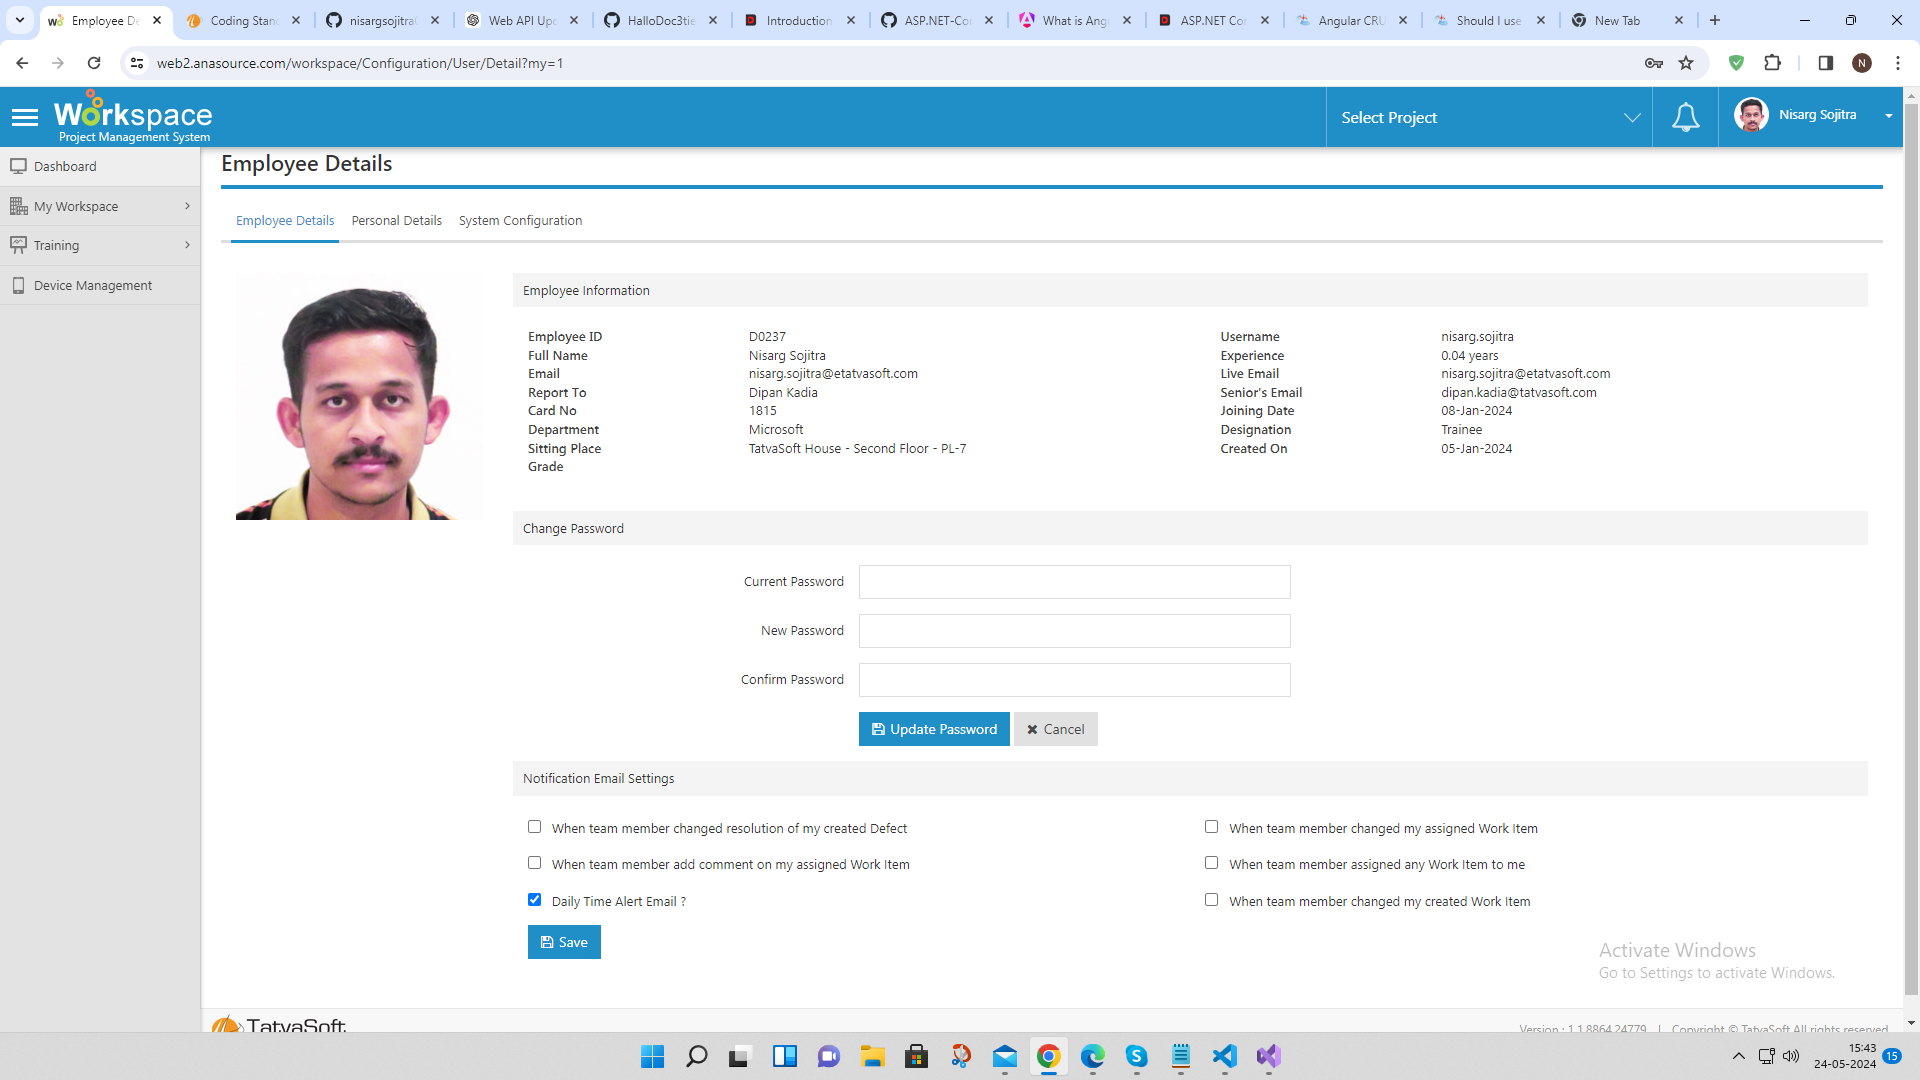 Employee De
Coding Stanc
nisargsojitra(
Web API Upd
HalloDoc3tie
Introduction
ASP.NET-Cor
What is Angu
ASP.NET Cor
Angular CRU
Should I use
New Tab
web2.anasource.com/workspace/Configuration/User/Detail?my=1
N
Workspace
Project Management System
Select Project
Nisarg Sojitra
Dashboard
My Workspace
Training
Device Management
Employee Details
Employee Details Personal Details System Configuration
Employee Information
Employee ID D0237 Username nisarg.sojitra
Full Name Nisarg Sojitra Experience 0.04 years
Email nisarg.sojitra@etatvasoft.com Live Email nisarg.sojitra@etatvasoft.com
Report To Dipan Kadia Senior's Email dipan.kadia@tatvasoft.com
Card No 1815 Joining Date 08-Jan-2024
Department Microsoft Designation Trainee
Sitting Place TatvaSoft House - Second Floor - PL-7 Created On 05-Jan-2024
Grade
Change Password
Current Password
New Password
Confirm Password
Update Password Cancel
Notification Email Settings
When team member changed resolution of my created Defect When team member changed my assigned Work Item
When team member add comment on my assigned Work Item When team member assigned any Work Item to me
Daily Time Alert Email ? When team member changed my created Work Item
Save
Activate Windows
Go to Settings to activate Windows.
TatvaSoft
Version : 1.1.8864.24779 | Copyright © TatvaSoft All rights reserved
15:43
24-05-2024
15